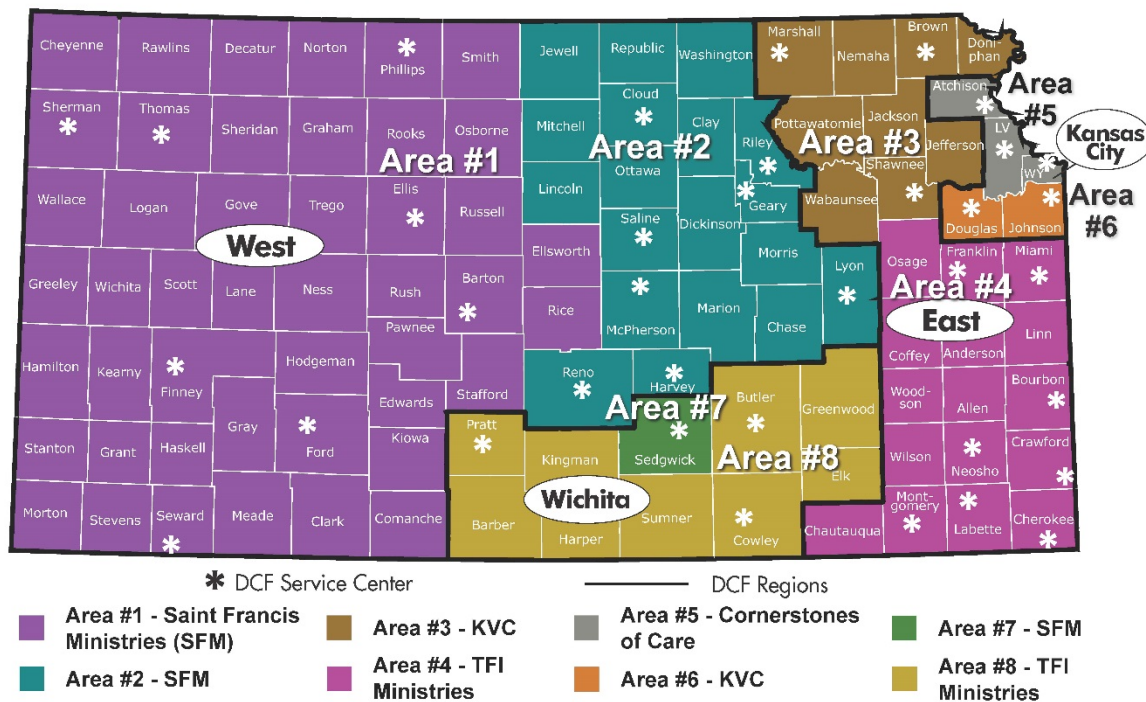 Cheyenne Rawlins Decatur Norton Phillips Smith Jewell Republic Washington Marshall Nemaha Brown Doni-
phan
Sherman Thomas Sheridan Graham Rooks Osborne Mitchell Cloud Clay Riley Pottawatomie Jackson Atchison
Area #5
Area #1
Area #2
Area #3
Jefferson LV
Kansas
City
WY
Wallace Logan Gove Trego Ellis Russell Lincoln Ottawa Geary Wabaunsee Shawnee Douglas Johnson
Area #6
West
Saline Dickinson Ellsworth Morris Lyon Osage Franklin Miami
Area #4
East
Greeley Wichita Scott Lane Ness Rush Barton Rice McPherson Marion Chase Coffey Anderson Linn
Pawnee
Hamilton Kearny Finney Hodgeman Stafford Reno Harvey Butler Greenwood Wood-
son
Allen Bourbon
Edwards
Area #7
Gray Ford Pratt
Stanton Grant Haskell Kiowa Kingman Sedgwick
Area #8
Elk Wilson Neosho Crawford
Wichita
Morton Stevens Seward Meade Clark Comanche Barber Harper Sumner Cowley Chautauqua Mont-
gomery
Labette Cherokee
* DCF Service Center
DCF Regions
Area #1 - Saint Francis
Ministries (SFM)
Area #3 - KVC
Area #5 - Cornerstones
of Care
Area #7 - SFM
Area #2 - SFM
Area #4 - TFI
Ministries
Area #6 - KVC
Area #8 - TFI
Ministries